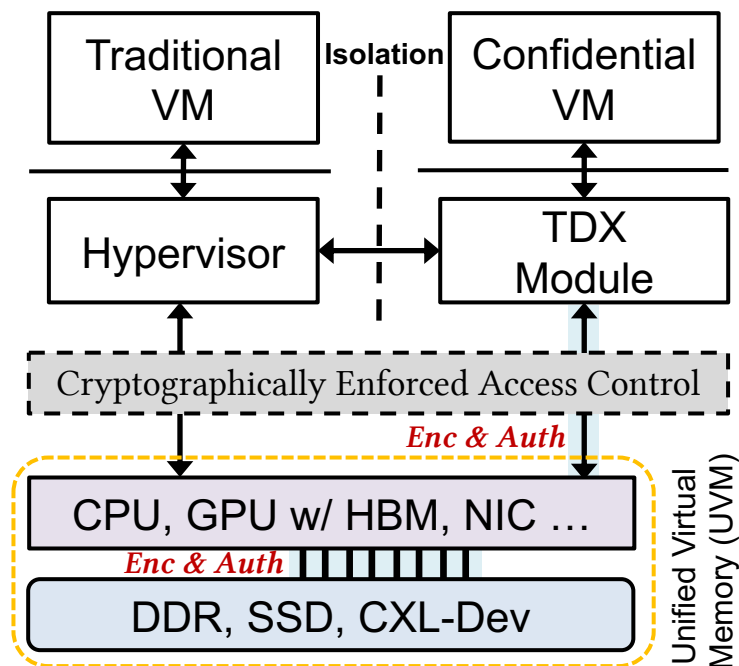 Traditional
VM
Isolation
Confidential
VM
Hypervisor
TDX
Module
Cryptographically Enforced Access Control
Enc & Auth
CPU, GPU w/ HBM, NIC …
Enc & Auth
DDR, SSD, CXL-Dev
Unified Virtual
Memory (UVM)